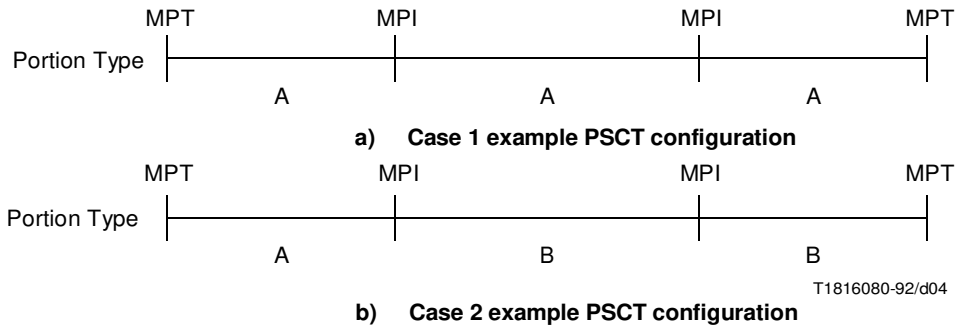 MPT MPI MPI MPT
Portion Type
A A A
a) Case 1 example PSCT configuration
MPT MPI MPI MPT
Portion Type
A B B
T1816080-92/d04
b) Case 2 example PSCT configuration